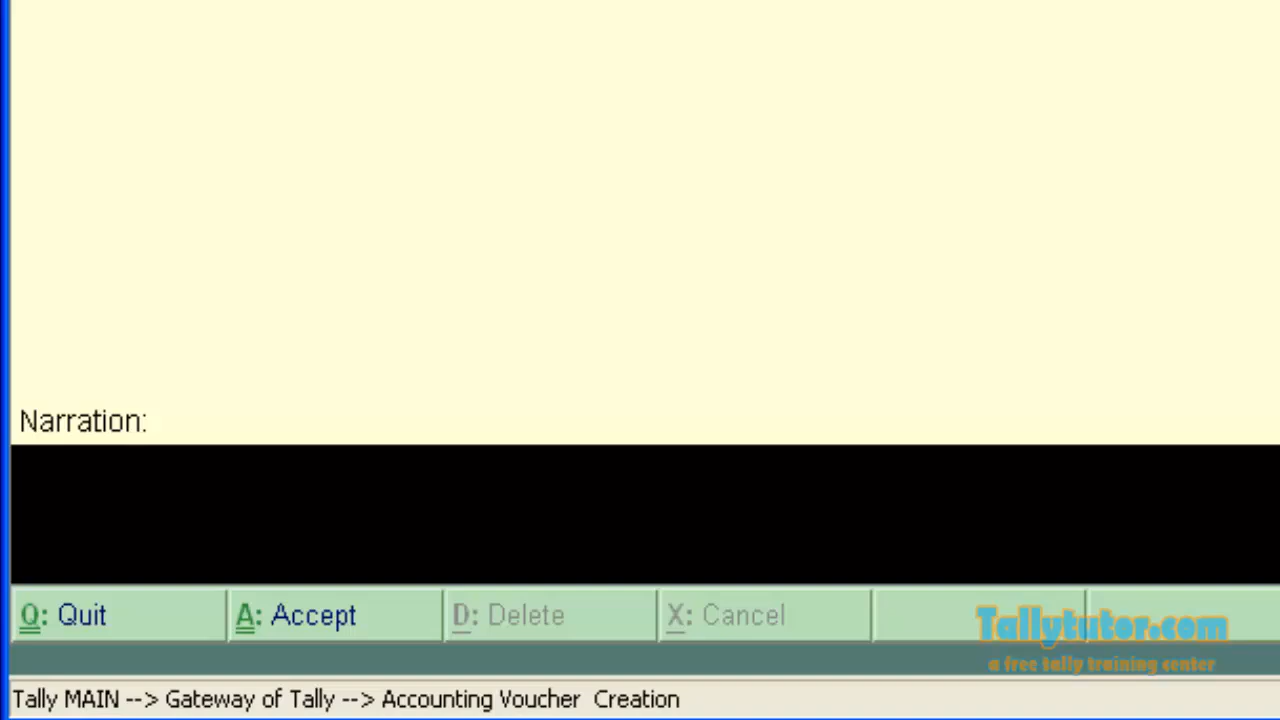 Narration:
Q: Quit A: Accept D: Delete X: Cancel
Tallytutor.com
a free tally training center
Tally MAIN --> Gateway of Tally --> Accounting Voucher  Creation